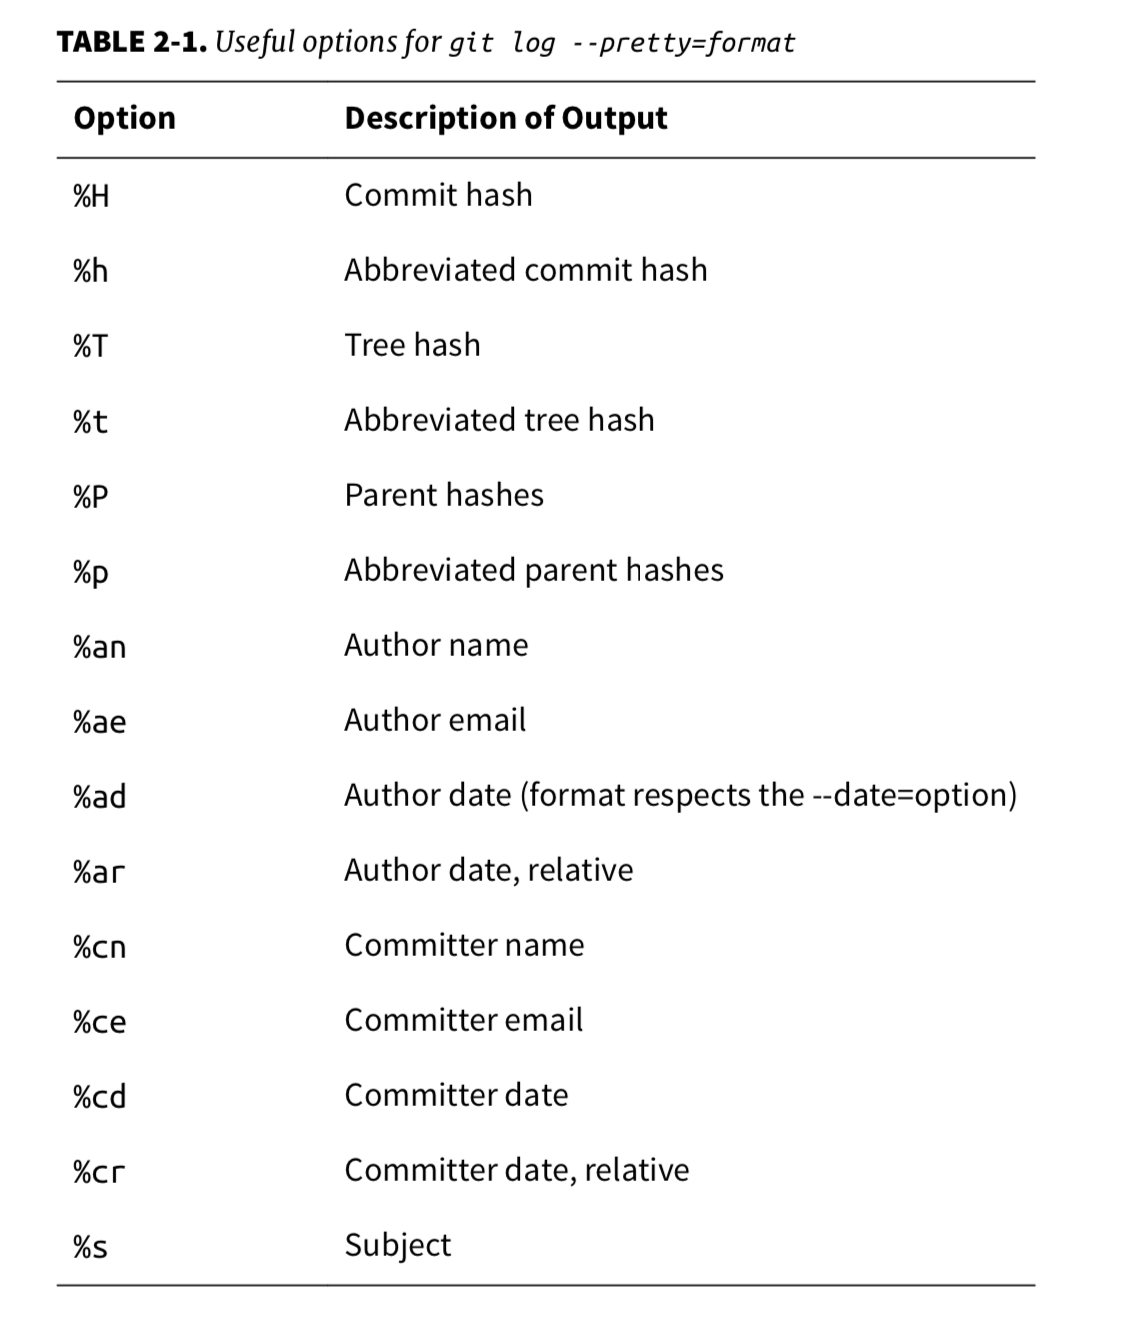 TABLE 2-1. Useful options for git log --pretty=format
Option Description of Output
%H Commit hash
%h Abbreviated commit hash
%T Tree hash
%t Abbreviated tree hash
%P Parent hashes
%p Abbreviated parent hashes
%an Author name
%ae Author email
%ad Author date (format respects the --date=option)
%ar Author date, relative
%cn Committer name
%ce Committer email
%cd Committer date
%cr Committer date, relative
%s Subject